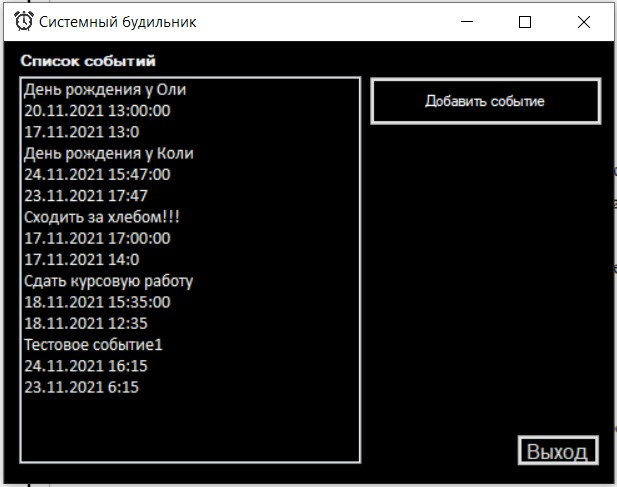 Системный будильник
Список событий
День рождения у Оли
20.11.2021 13:00:00
17.11.2021 13:0
День рождения у Коли
24.11.2021 15:47:00
23.11.2021 17:47
Сходить за хлебом!!!
17.11.2021 17:00:00
17.11.2021 14:0
Сдать курсовую работу
18.11.2021 15:35:00
18.11.2021 12:35
Тестовое событие1
24.11.2021 16:15
23.11.2021 6:15
Добавить событие
Выход